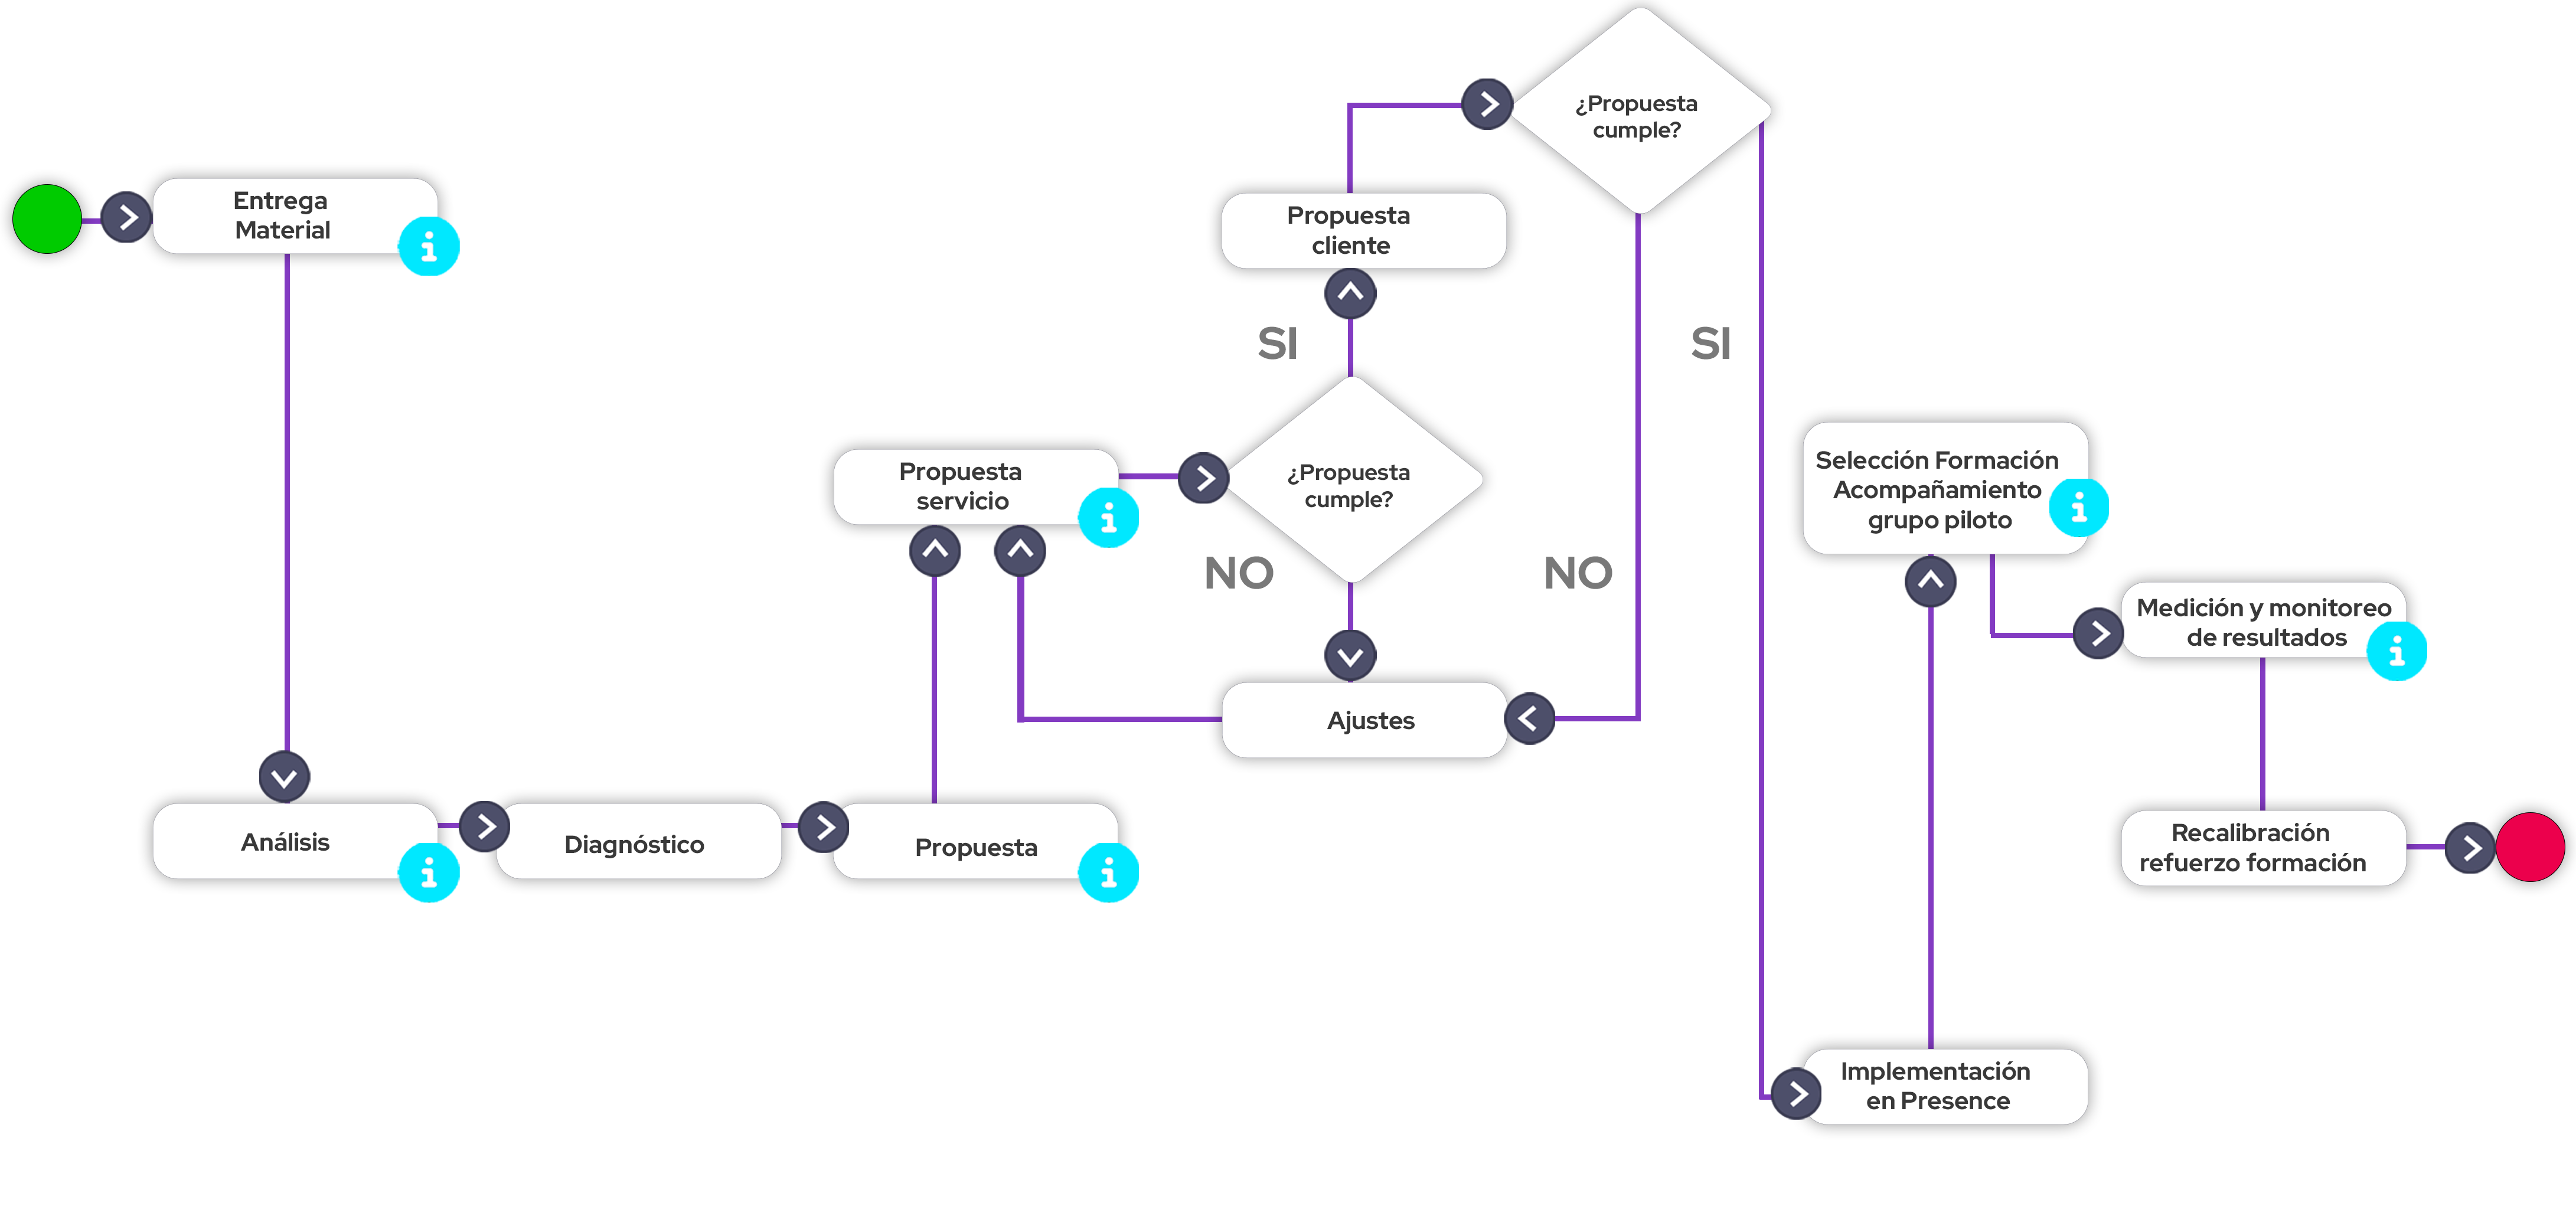 Entrega
Material
Análisis
Diagnóstico
Propuesta
Propuesta
servicio
¿Propuesta
cumple?
SI
NO
Propuesta
cliente
Ajustes
¿Propuesta
cumple?
NO
SI
Implementación
en Presence
Selección Formación
Acompañamiento
grupo piloto
Medición y monitoreo
de resultados
Recalibración
refuerzo formación